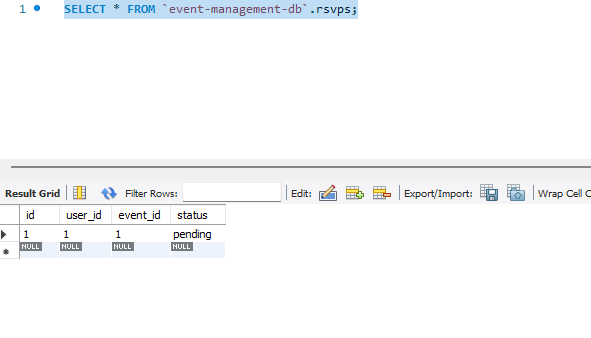 1 SELECT * FROM `event-management-db`.rsvps;
Result Grid Filter Rows: Edit: Export/Import: Wrap Cell C
id user_id event_id status
1 1 1 pending
NULL NULL NULL NULL